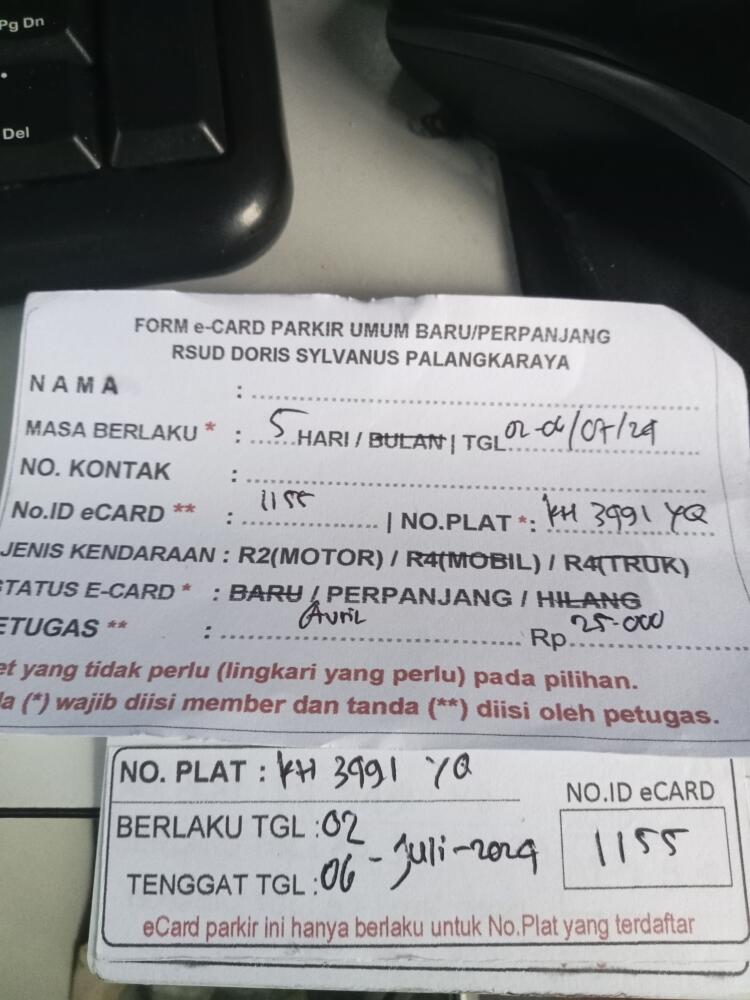 Pg Dn
Del
FORM e-CARD PARKIR UMUM BARU/PERPANJANG
RSUD DORIS SYLVANUS PALANGKARAYA
NAMA :
MASA BERLAKU * : 5 HARI / BULAN | TGL 02-06/07/24
NO. KONTAK :
No.ID eCARD ** : 1155 | NO.PLAT *: KH 3991 YQ
JENIS KENDARAAN : R2(MOTOR) / R4(MOBIL) / R4(TRUK)
STATUS E-CARD * : BARU / PERPANJANG / HILANG
ETUGAS ** : Avril Rp 25-000
et yang tidak perlu (lingkari yang perlu) pada pilihan.
da (*) wajib diisi member dan tanda (**) diisi oleh petugas.
NO. PLAT : KH 3991 YQ
NO.ID eCARD
BERLAKU TGL : 02
1155
- Juli - 2024
TENGGAT TGL : 06
eCard parkir ini hanya berlaku untuk No.Plat yang terdaftar